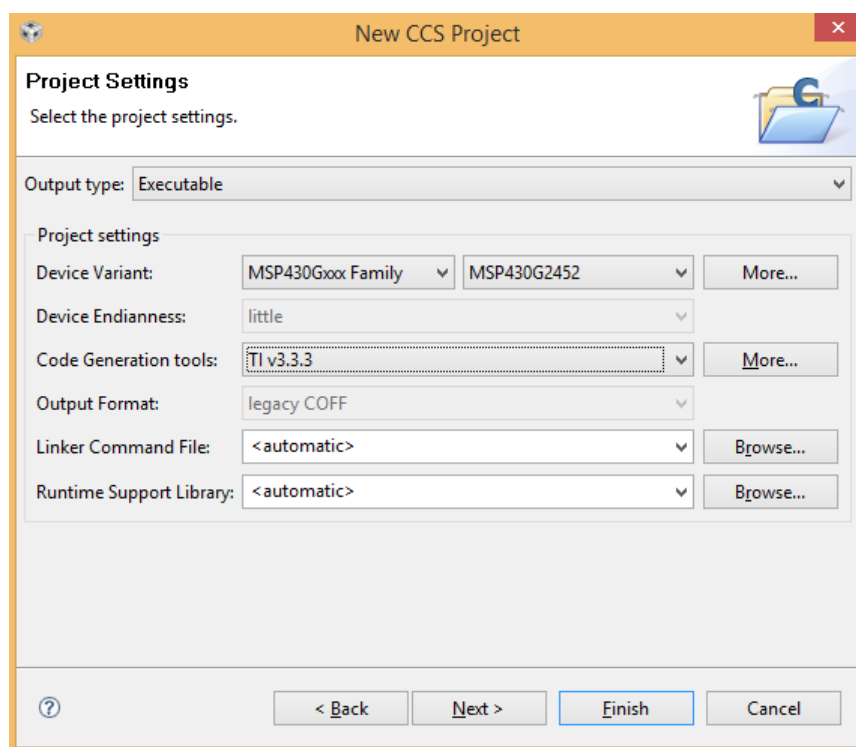 New CCS Project
Project Settings
Select the project settings.
Output type: Executable
Project settings
Device Variant: MSP430Gxxx Family MSP430G2452 More...
Device Endianness: little
Code Generation tools: TI v3.3.3 More...
Output Format: legacy COFF
Linker Command File: <automatic> Browse...
Runtime Support Library: <automatic> Browse...
? < Back Next > Finish Cancel